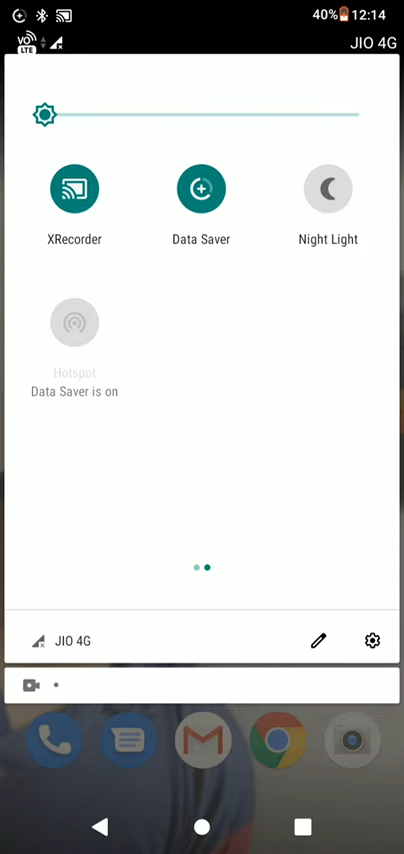 40% 12:14
VO LTE JIO 4G
XRecorder Data Saver Night Light
Hotspot
Data Saver is on
JIO 4G